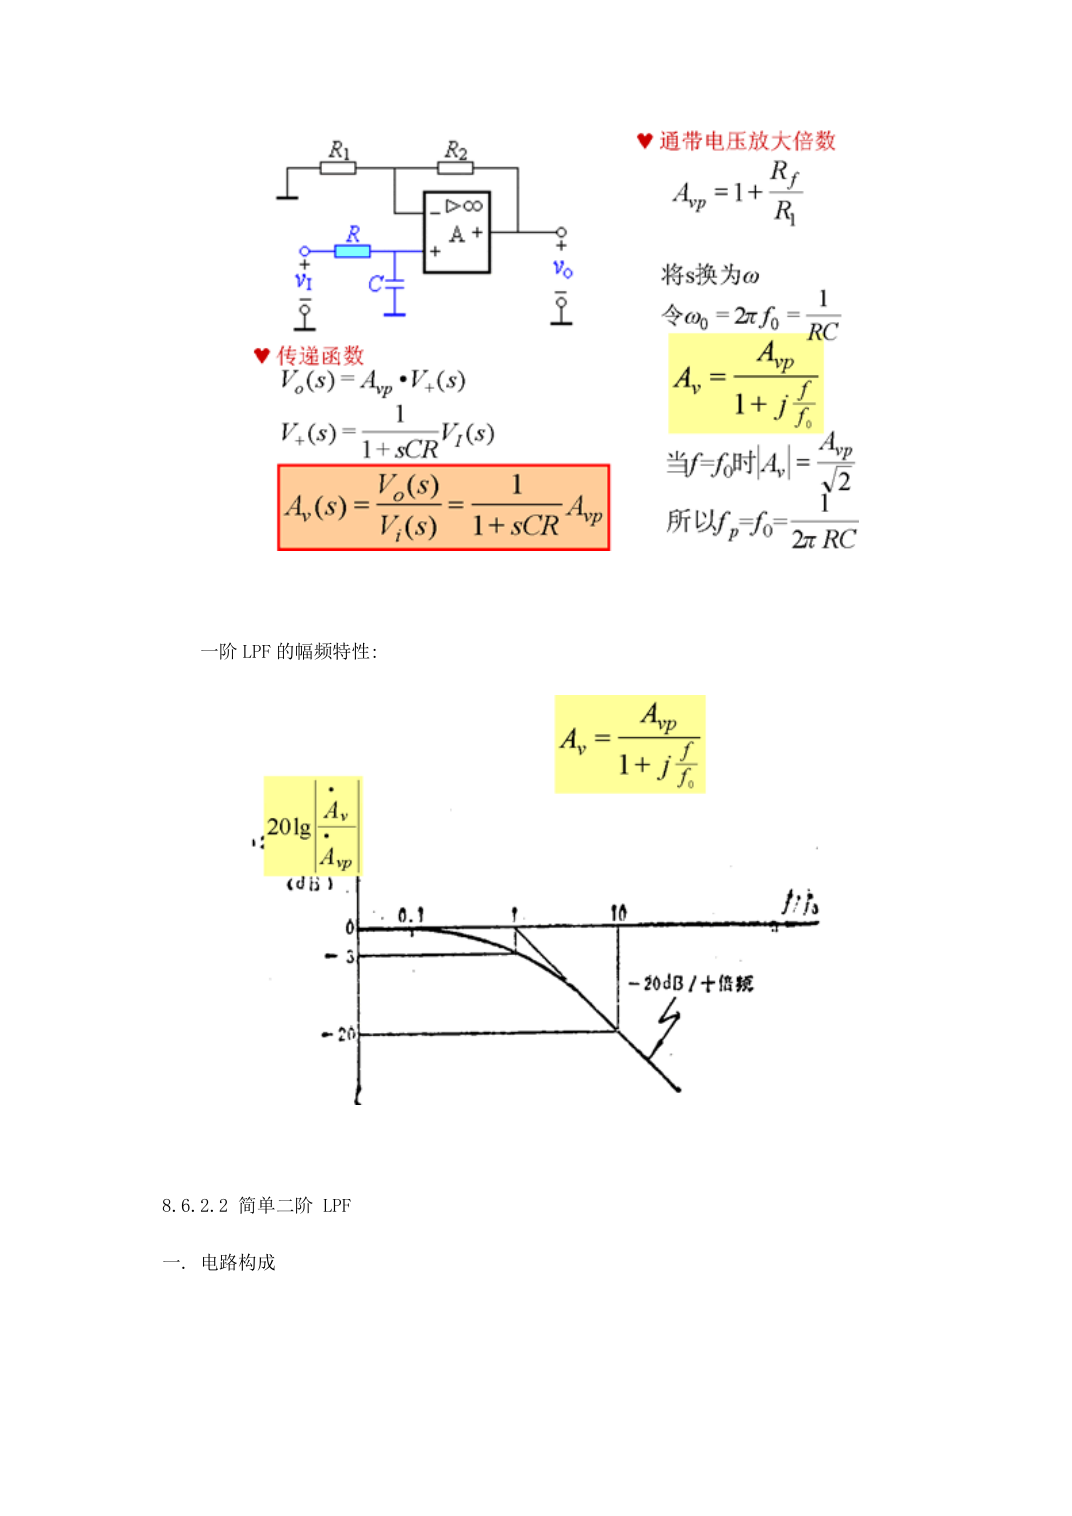 R1
R2
▷∞
A
R
C
vI
vO
♥ 传递函数
Vo(s) = Avp • V+(s)
V+(s) = 1/(1+sCR) VI(s)
Av(s) = Vo(s)/Vi(s) = 1/(1+sCR) Avp
♥ 通带电压放大倍数
Avp = 1 + Rf/R1
将s换为ω
令ω0 = 2π f0 = 1/RC
Av = Avp/(1 + j f/f0)
当f=f0时|Av| = Avp/√2
所以fp=f0= 1/(2π RC)
一阶 LPF 的幅频特性:
Av = Avp/(1 + j f/f0)
20lg|Av/Avp|
(dB)
0.1
1
10
f/f0
0
-3
-20dB/十倍频
-20
8.6.2.2 简单二阶 LPF
一. 电路构成